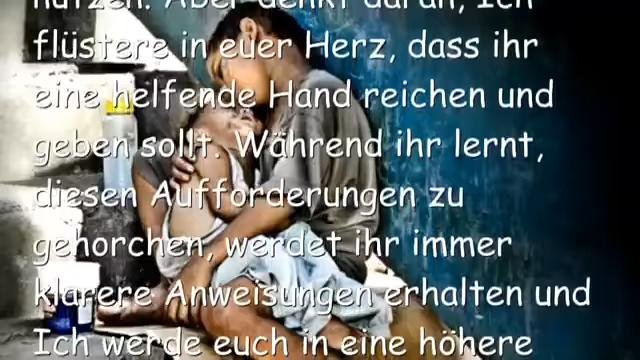 nutzen. Aber denkt daran, Ich
flüstere in euer Herz, dass ihr
eine helfende Hand reichen und
geben sollt. Während ihr lernt,
diesen Aufforderungen zu
gehorchen, werdet ihr immer
klarere Anweisungen erhalten und
Ich werde euch in eine höhere